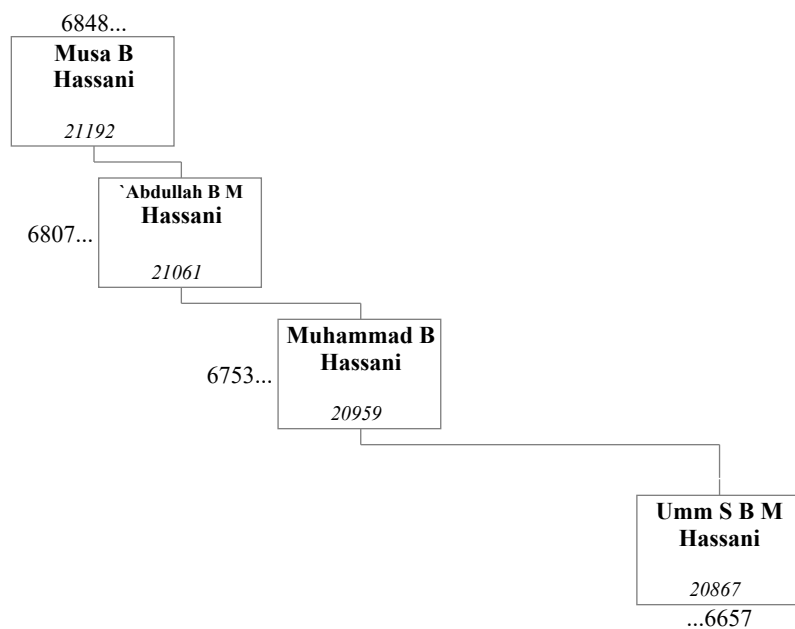 6848...
Musa B
Hassani
21192
`Abdullah B M
Hassani
6807...
21061
Muhammad B
Hassani
6753...
20959
Umm S B M
Hassani
20867
...6657